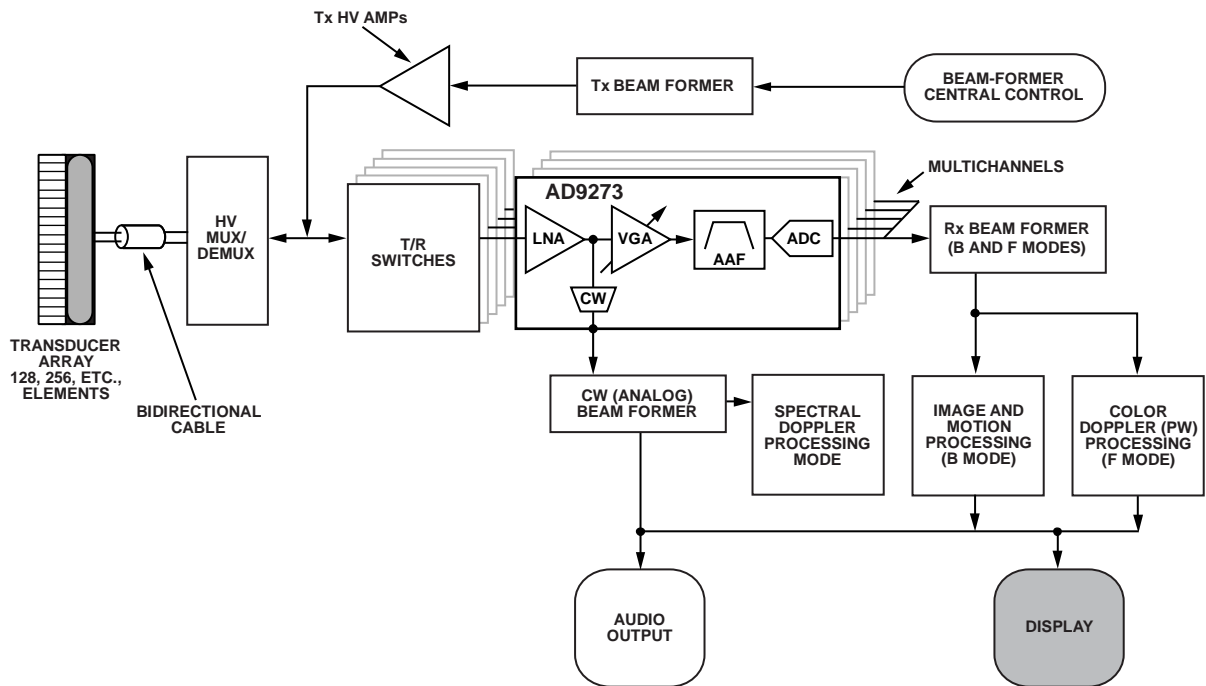 Tx HV AMPs
Tx BEAM FORMER
BEAM-FORMER
CENTRAL CONTROL
HV
MUX/
DEMUX
T/R
SWITCHES
AD9273
LNA
VGA
AAF
ADC
CW
MULTICHANNELS
Rx BEAM FORMER
(B AND F MODES)
TRANSDUCER
ARRAY
128, 256, ETC.,
ELEMENTS
BIDIRECTIONAL
CABLE
CW (ANALOG)
BEAM FORMER
SPECTRAL
DOPPLER
PROCESSING
MODE
IMAGE AND
MOTION
PROCESSING
(B MODE)
COLOR
DOPPLER (PW)
PROCESSING
(F MODE)
AUDIO
OUTPUT
DISPLAY